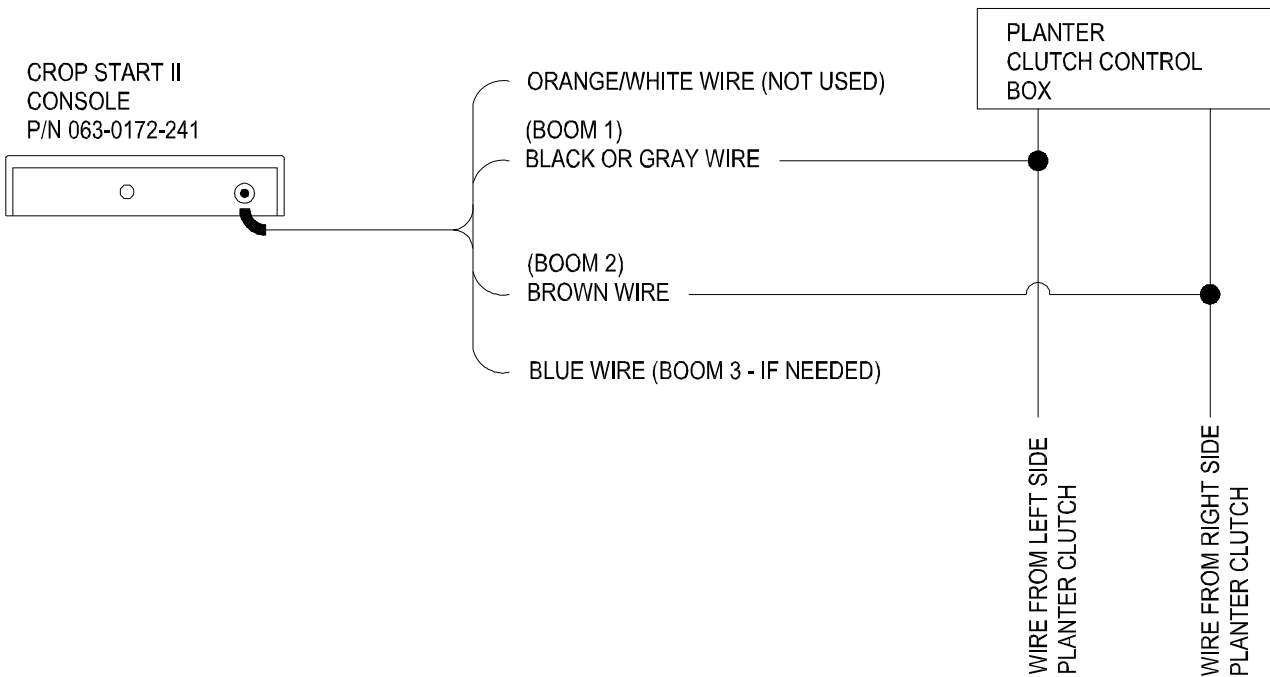 CROP START II
CONSOLE
P/N 063-0172-241
ORANGE/WHITE WIRE (NOT USED)
(BOOM 1)
BLACK OR GRAY WIRE
(BOOM 2)
BROWN WIRE
BLUE WIRE (BOOM 3 - IF NEEDED)
PLANTER
CLUTCH CONTROL
BOX
WIRE FROM LEFT SIDE
PLANTER CLUTCH
WIRE FROM RIGHT SIDE
PLANTER CLUTCH